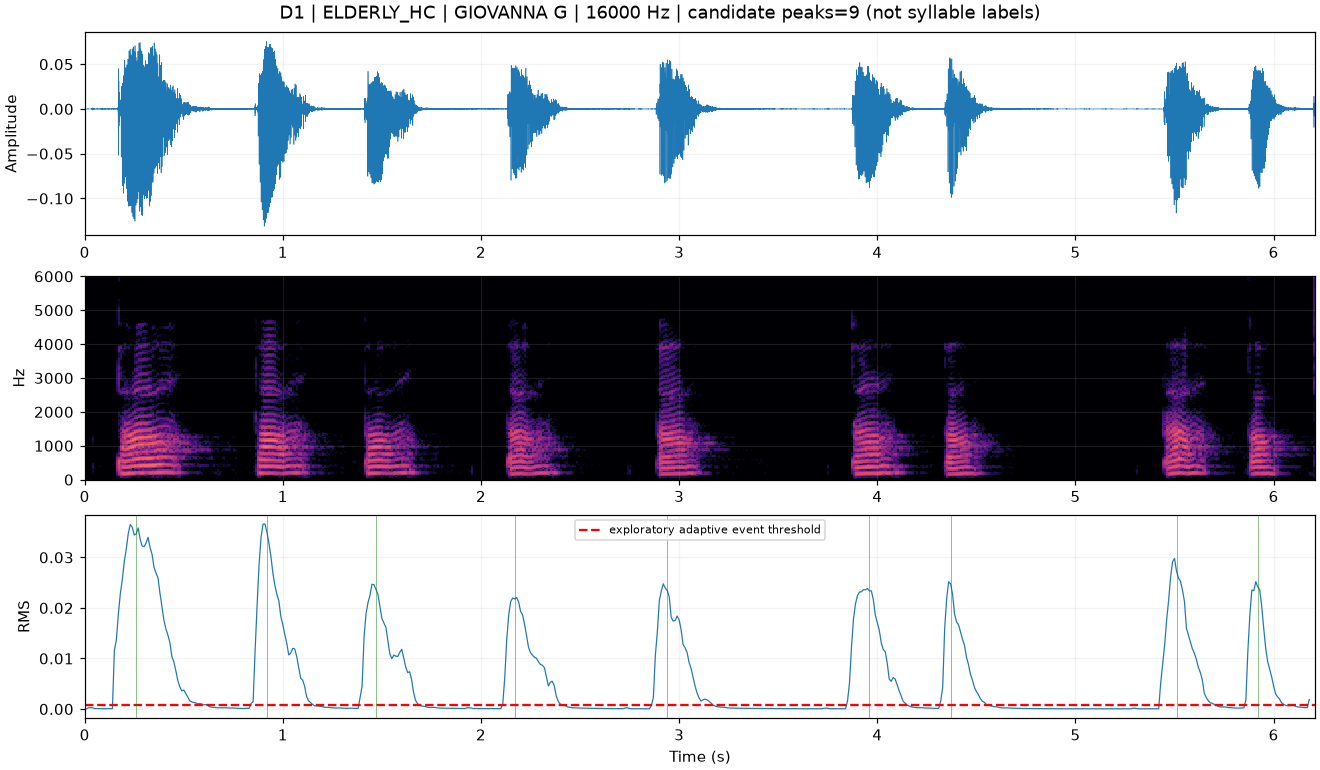 D1 | ELDERLY_HC | GIOVANNA G | 16000 Hz | candidate peaks=9 (not syllable labels)
Amplitude
0.05
0.00
−0.05
−0.10
0 1 2 3 4 5 6
Hz
6000
5000
4000
3000
2000
1000
0
0 1 2 3 4 5 6
exploratory adaptive event threshold
RMS
0.03
0.02
0.01
0.00
0 1 2 3 4 5 6
Time (s)